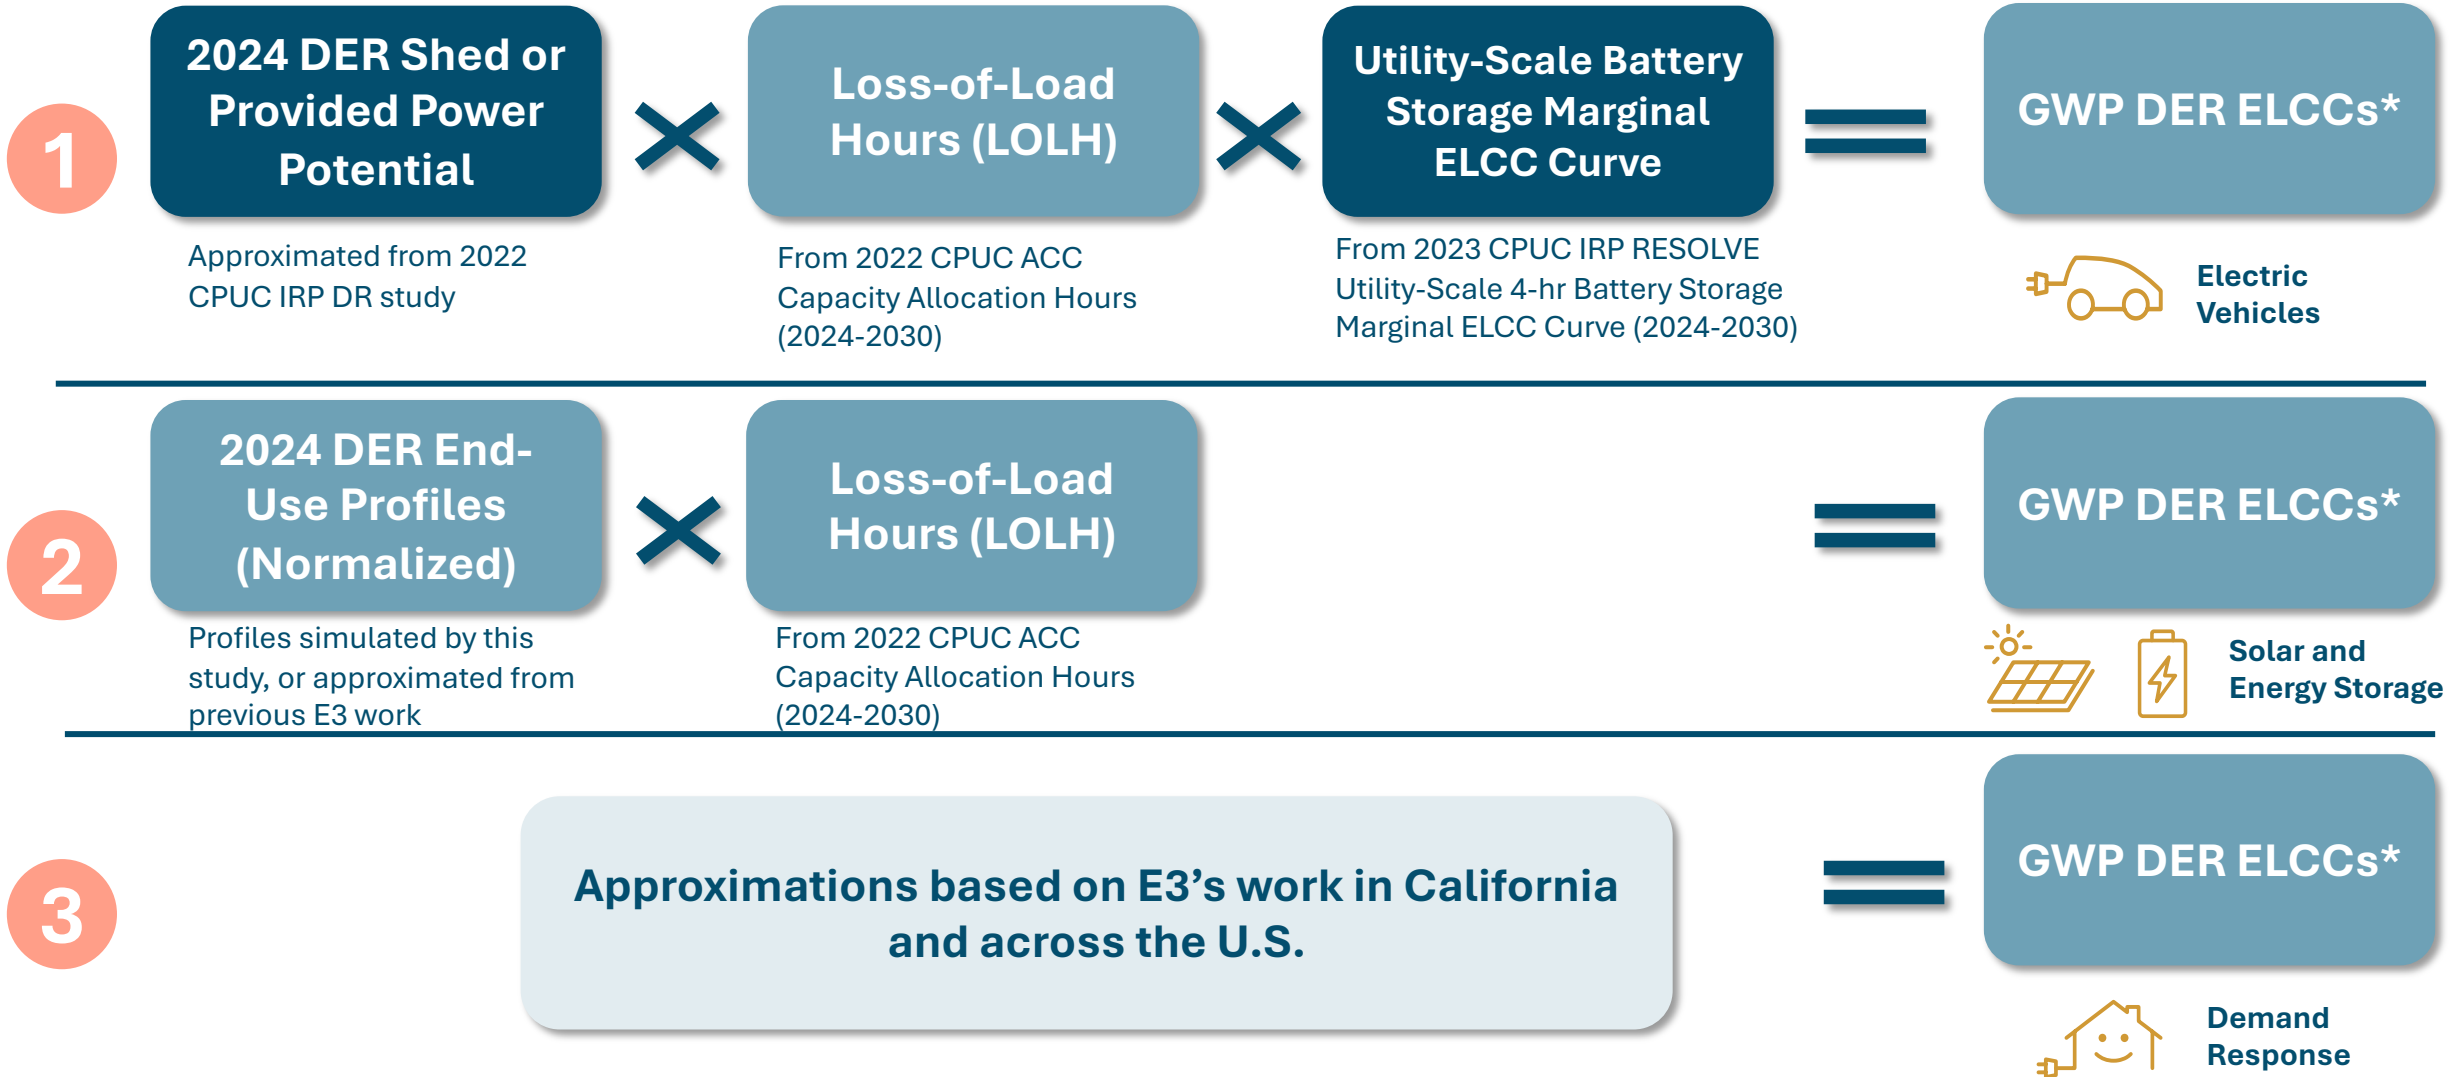 1
2024 DER Shed or
Provided Power
Potential
Approximated from 2022
CPUC IRP DR study
Loss-of-Load
Hours (LOLH)
From 2022 CPUC ACC
Capacity Allocation Hours
(2024-2030)
Utility-Scale Battery
Storage Marginal
ELCC Curve
From 2023 CPUC IRP RESOLVE
Utility-Scale 4-hr Battery Storage
Marginal ELCC Curve (2024-2030)
GWP DER ELCCs*
Electric
Vehicles
2
2024 DER End-
Use Profiles
(Normalized)
Profiles simulated by this
study, or approximated from
previous E3 work
Loss-of-Load
Hours (LOLH)
From 2022 CPUC ACC
Capacity Allocation Hours
(2024-2030)
GWP DER ELCCs*
Solar and
Energy Storage
3
Approximations based on E3’s work in California
and across the U.S.
GWP DER ELCCs*
Demand
Response